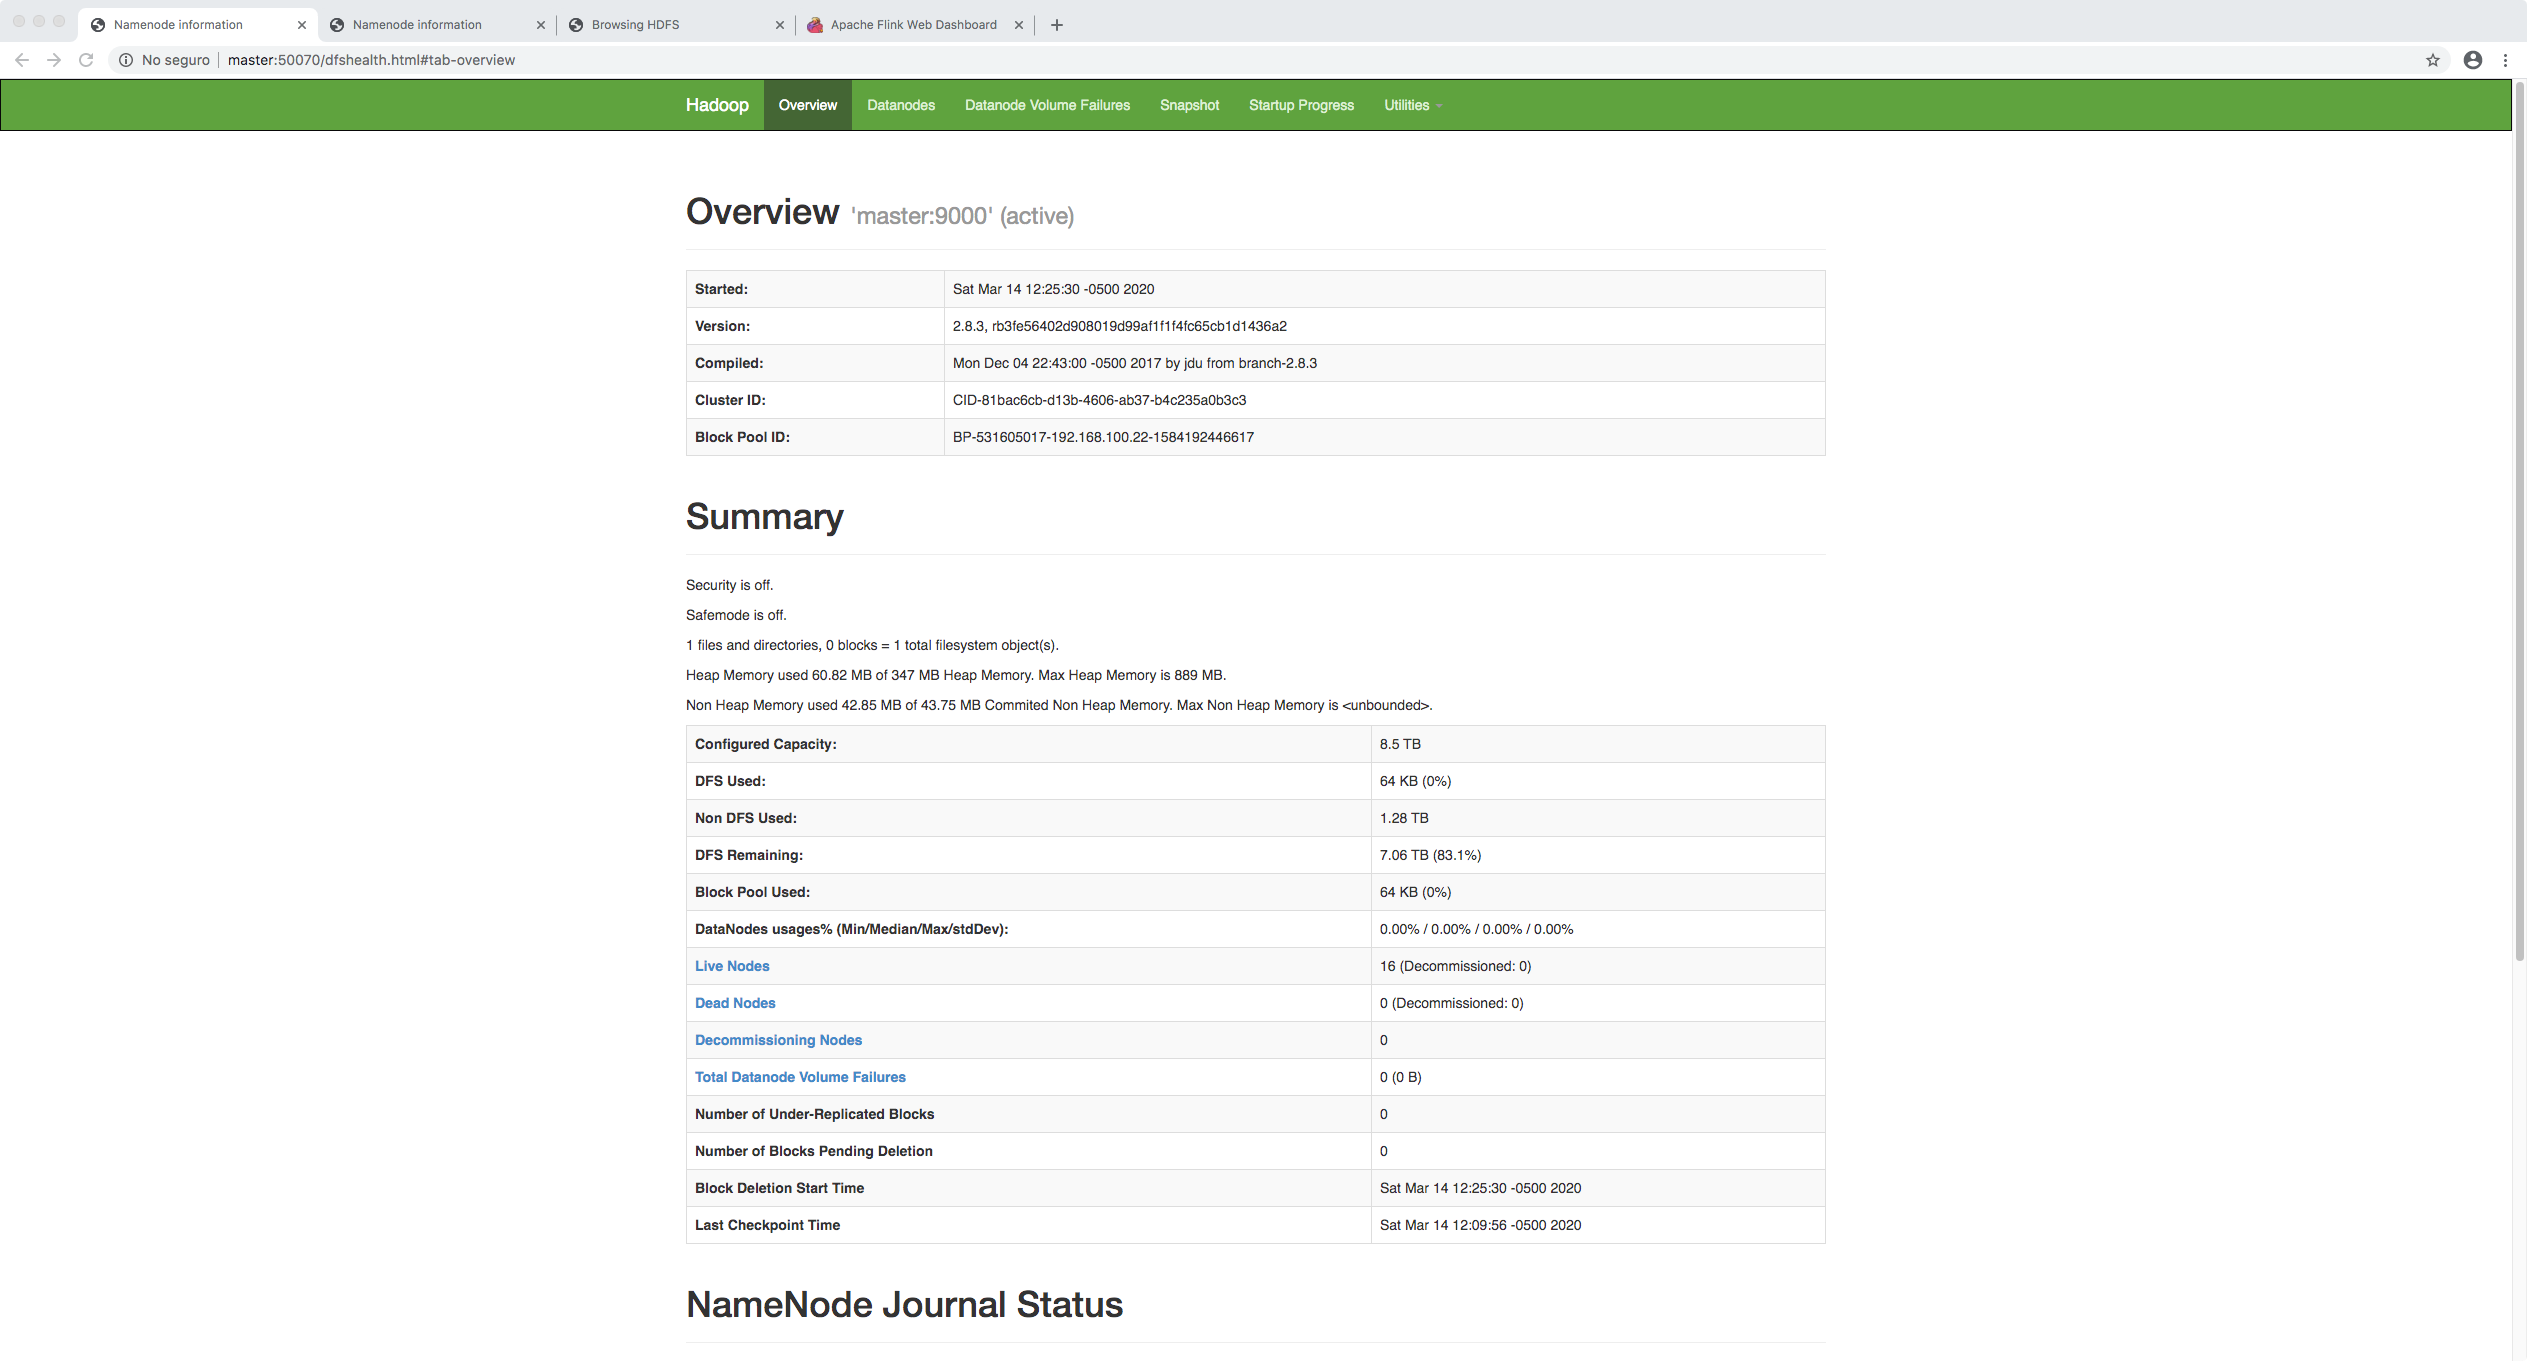 Namenode information
Namenode information
Browsing HDFS
Apache Flink Web Dashboard
No seguro
master:50070/dfshealth.html#tab-overview
Hadoop Overview Datanodes Datanode Volume Failures Snapshot Startup Progress Utilities
Overview 'master:9000' (active)
Started: Sat Mar 14 12:25:30 -0500 2020
Version: 2.8.3, rb3fe56402d908019d99af1f1f4fc65cb1d1436a2
Compiled: Mon Dec 04 22:43:00 -0500 2017 by jdu from branch-2.8.3
Cluster ID: CID-81bac6cb-d13b-4606-ab37-b4c235a0b3c3
Block Pool ID: BP-531605017-192.168.100.22-1584192446617
Summary
Security is off.
Safemode is off.
1 files and directories, 0 blocks = 1 total filesystem object(s).
Heap Memory used 60.82 MB of 347 MB Heap Memory. Max Heap Memory is 889 MB.
Non Heap Memory used 42.85 MB of 43.75 MB Commited Non Heap Memory. Max Non Heap Memory is <unbounded>.
Configured Capacity: 8.5 TB
DFS Used: 64 KB (0%)
Non DFS Used: 1.28 TB
DFS Remaining: 7.06 TB (83.1%)
Block Pool Used: 64 KB (0%)
DataNodes usages% (Min/Median/Max/stdDev): 0.00% / 0.00% / 0.00% / 0.00%
Live Nodes 16 (Decommissioned: 0)
Dead Nodes 0 (Decommissioned: 0)
Decommissioning Nodes 0
Total Datanode Volume Failures 0 (0 B)
Number of Under-Replicated Blocks 0
Number of Blocks Pending Deletion 0
Block Deletion Start Time Sat Mar 14 12:25:30 -0500 2020
Last Checkpoint Time Sat Mar 14 12:09:56 -0500 2020
NameNode Journal Status